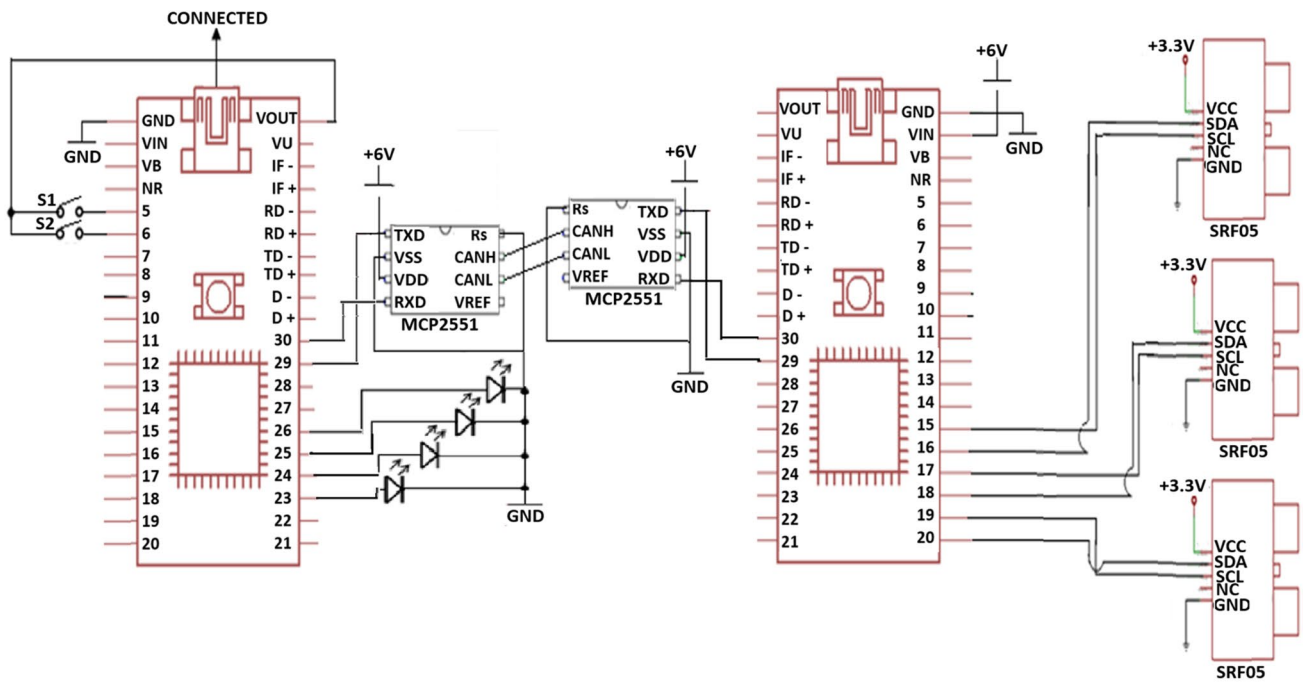 CONNECTED
GND
VIN
VB
NR
5
6
7
8
9
10
11
12
13
14
15
16
17
18
19
20
VOUT
VU
IF -
IF +
RD -
RD +
TD -
TD +
D -
D +
30
29
28
27
26
25
24
23
22
21
GND
S1
S2
+6V
TXD
VSS
VDD
RXD
Rs
CANH
CANL
VREF
MCP2551
GND
+6V
Rs
CANH
CANL
VREF
TXD
VSS
VDD
RXD
MCP2551
GND
VOUT
VU
IF -
IF +
RD -
RD +
TD -
TD +
D -
D +
30
29
28
27
26
25
24
23
22
21
GND
VIN
VB
NR
5
6
7
8
9
10
11
12
13
14
15
16
17
18
19
20
+6V
GND
+3.3V
VCC
SDA
SCL
NC
GND
SRF05
+3.3V
VCC
SDA
SCL
NC
GND
SRF05
+3.3V
VCC
SDA
SCL
NC
GND
SRF05